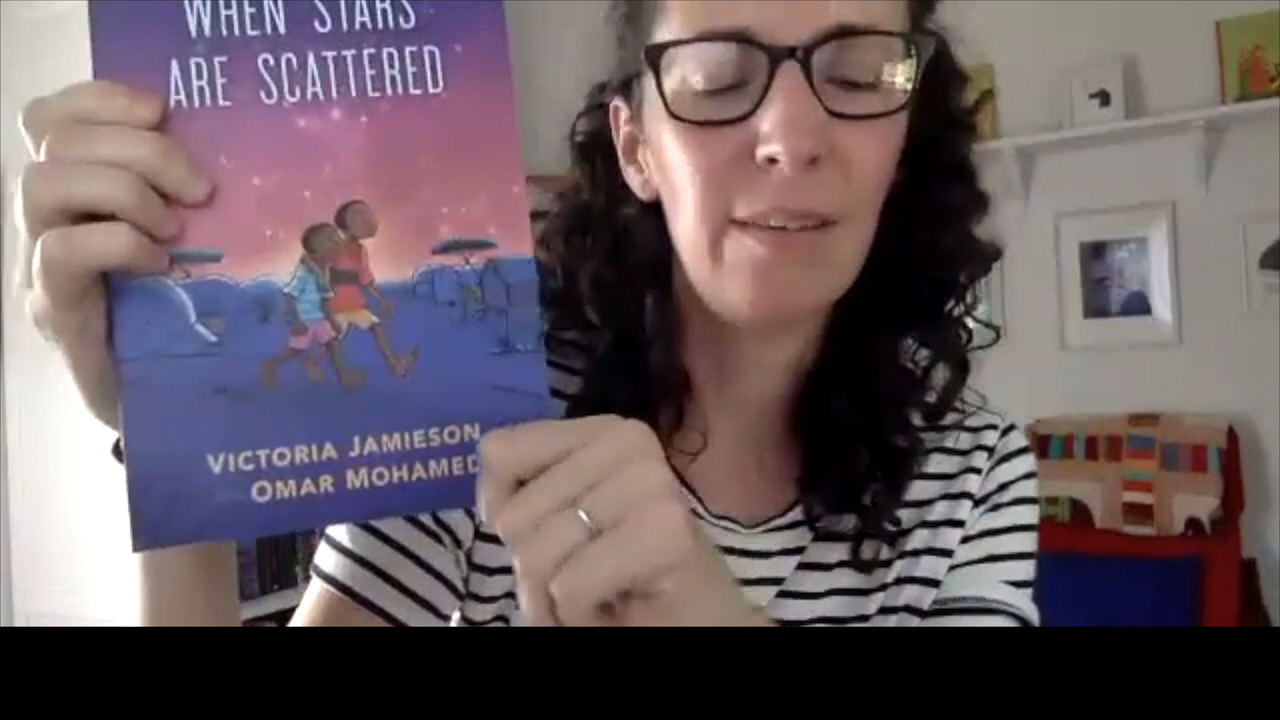 WHEN STARS
ARE SCATTERED
VICTORIA JAMIESON
OMAR MOHAMED